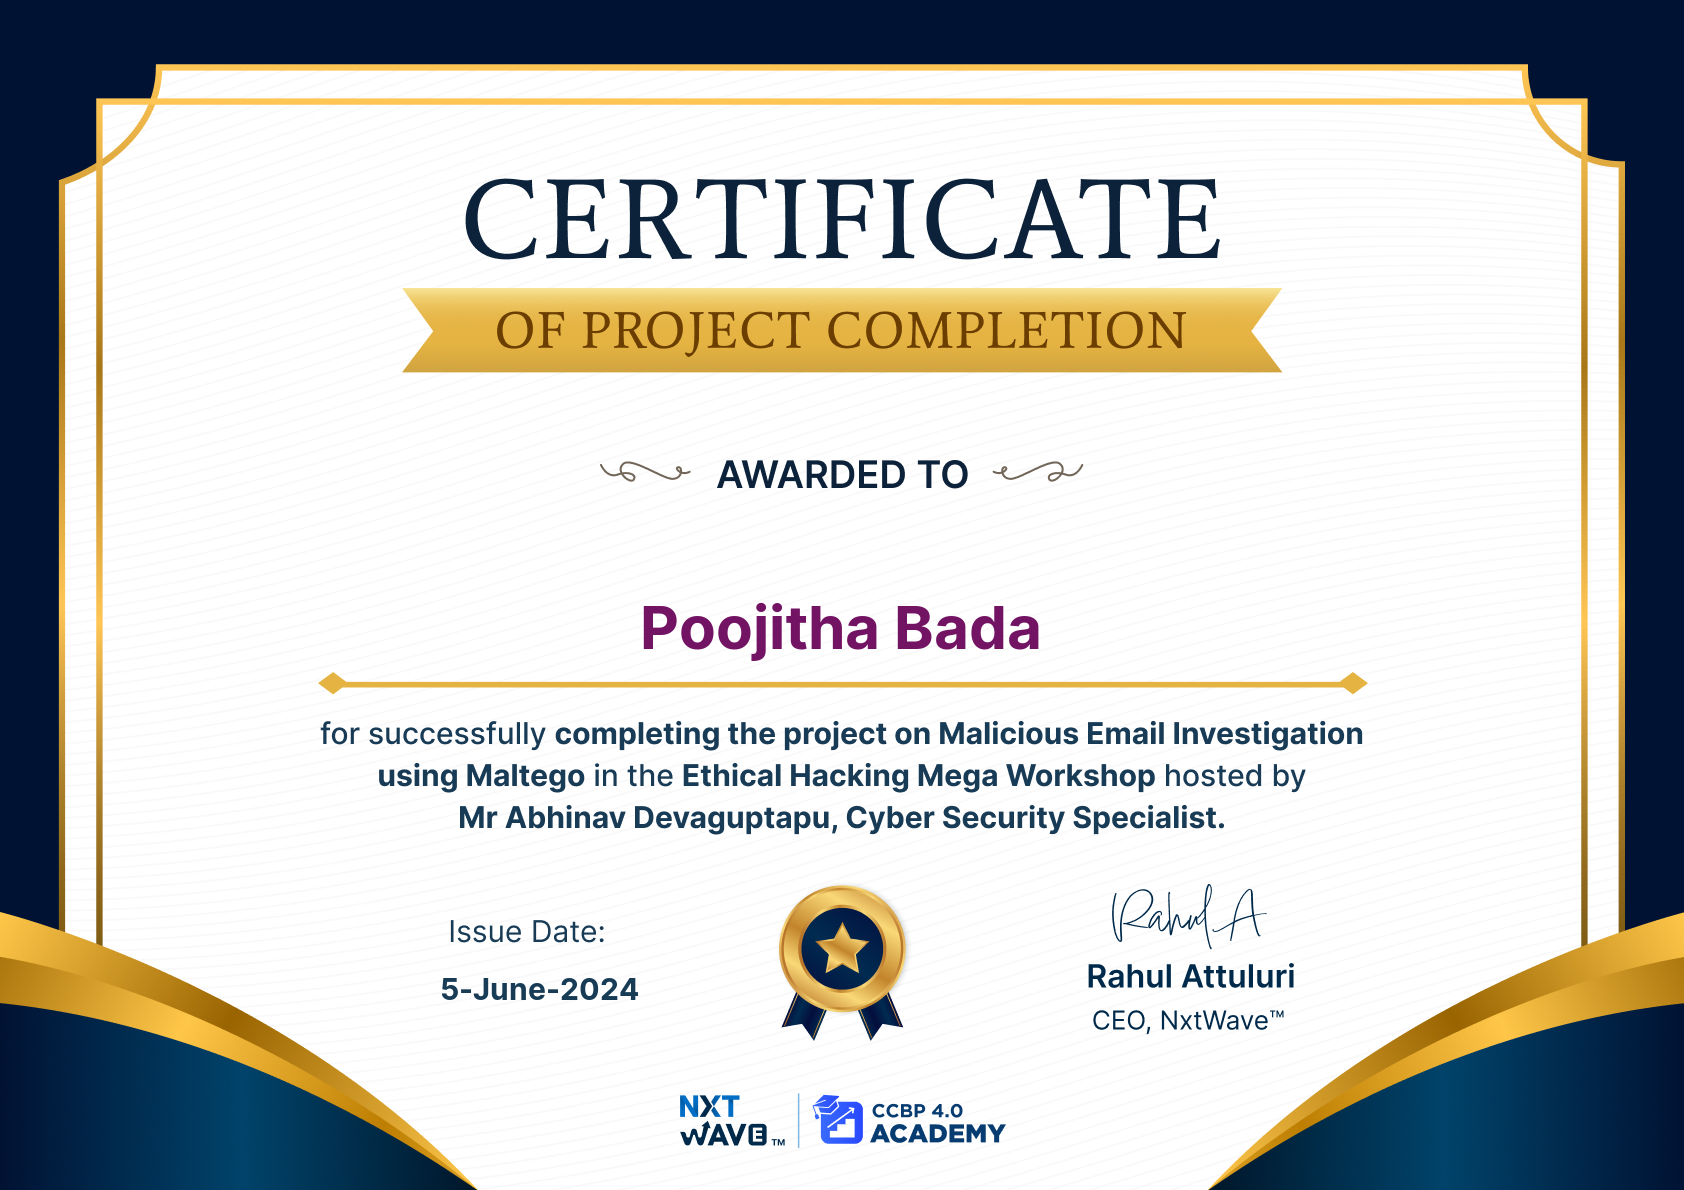 CERTIFICATE
OF PROJECT COMPLETION
AWARDED TO
Poojitha Bada
for successfully completing the project on Malicious Email Investigation
using Maltego in the Ethical Hacking Mega Workshop hosted by
Mr Abhinav Devaguptapu, Cyber Security Specialist.
Issue Date:
5-June-2024
Rahul A
Rahul Attuluri
CEO, NxtWave™
NXT
WAVE™
CCBP 4.0
ACADEMY